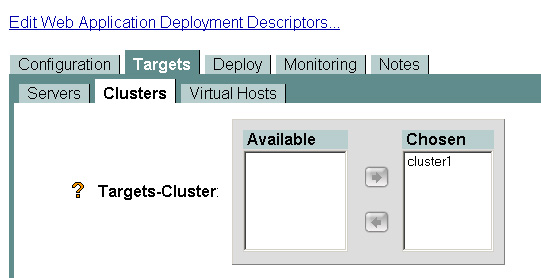 Edit Web Application Deployment Descriptors...
Configuration Targets Deploy Monitoring Notes
Servers Clusters Virtual Hosts
Available Chosen
cluster1
? Targets-Cluster: